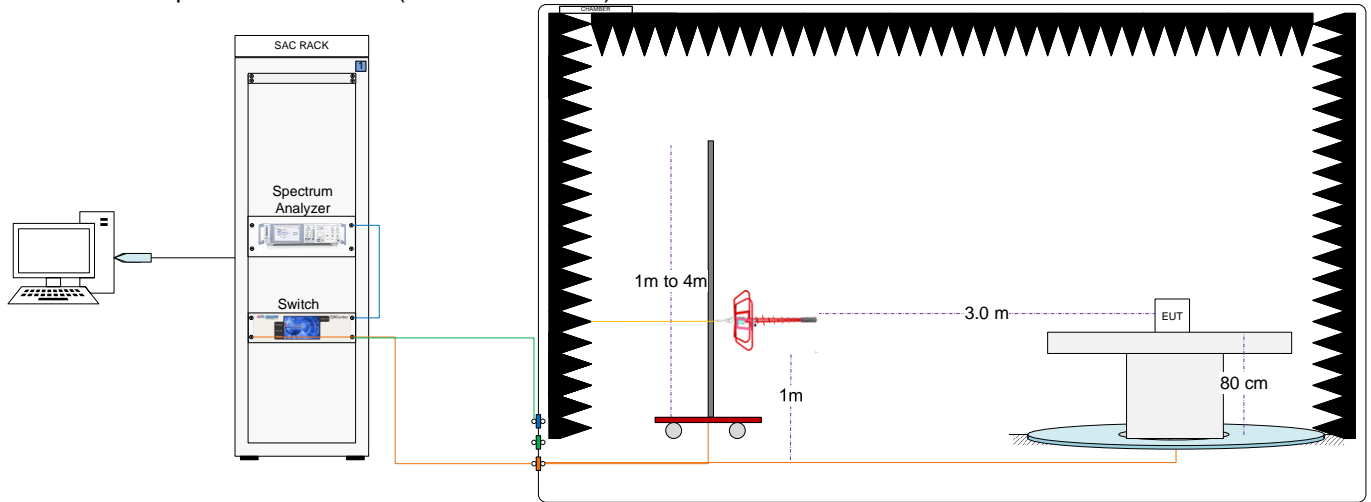 CHAMBER
SAC RACK
1
Spectrum
Analyzer
Switch
1m to 4m
3.0 m
EUT
80 cm
1m